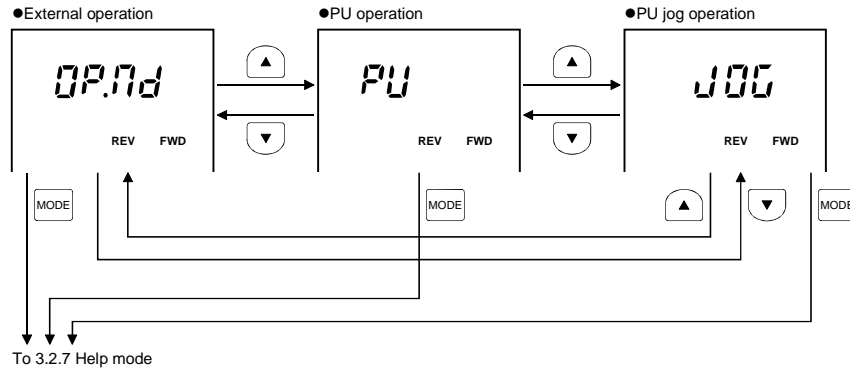 ●External operation
●PU operation
●PU jog operation
OP.Nd
PU
JOG
REV FWD
REV FWD
REV FWD
MODE
MODE
MODE
To 3.2.7 Help mode